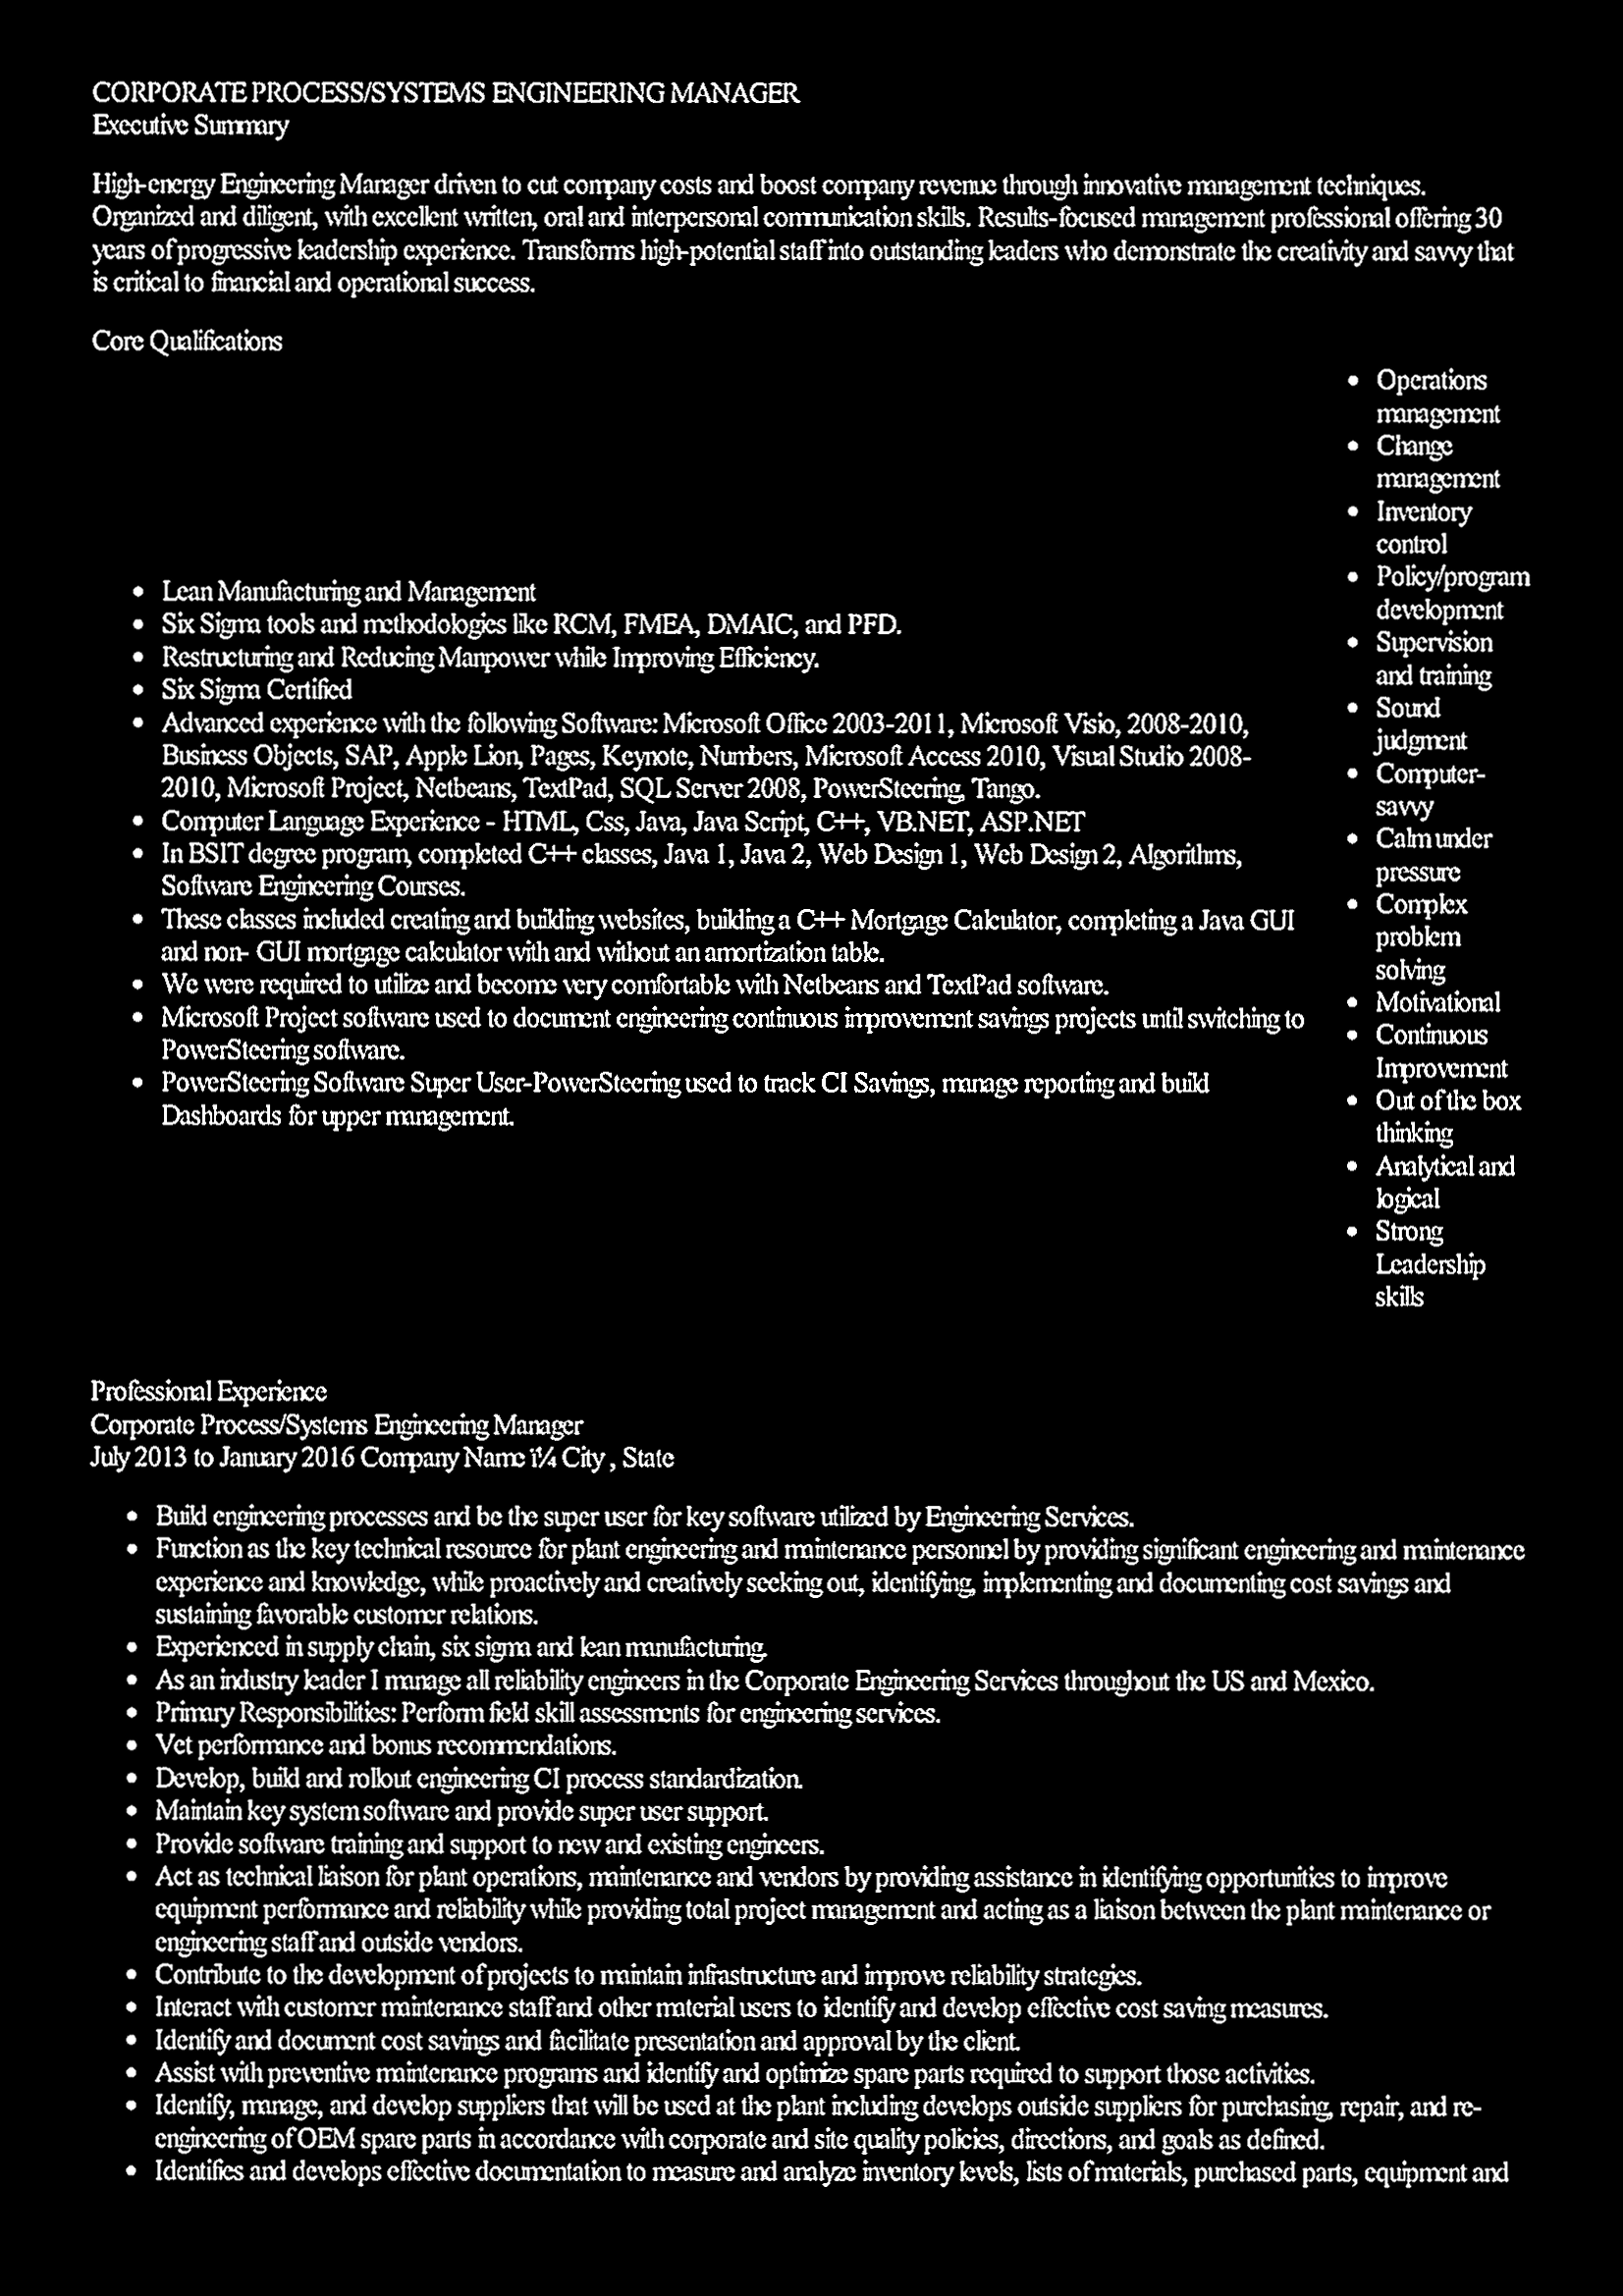 CORPORATE PROCESS/SYSTEMS ENGINEERING MANAGER
Executive Summary
High-energy Engineering Manager driven to cut company costs and boost company revenue through innovative management techniques.
Organized and diligent, with excellent written, oral and interpersonal communication skills. Results-focused management professional offering 30
years of progressive leadership experience. Transforms high-potential staff into outstanding leaders who demonstrate the creativity and savvy that
is critical to financial and operational success.
Core Qualifications
Lean Manufacturing and Management
Six Sigma tools and methodologies like RCM, FMEA, DMAIC, and PFD.
Restructuring and Reducing Manpower while Improving Efficiency.
Six Sigma Certified
Advanced experience with the following Software: Microsoft Office 2003-2011, Microsoft Visio, 2008-2010,
Business Objects, SAP, Apple Lion, Pages, Keynote, Numbers, Microsoft Access 2010, Visual Studio 2008-
2010, Microsoft Project, Netbeans, TextPad, SQL Server 2008, PowerSteering, Tango.
Computer Language Experience - HTML, Css, Java, Java Script, C++, VB.NET, ASP.NET
In BSIT degree program, completed C++ classes, Java 1, Java 2, Web Design 1, Web Design 2, Algorithms,
Software Engineering Courses.
These classes included creating and building websites, building a C++ Mortgage Calculator, completing a Java GUI
and non- GUI mortgage calculator with and without an amortization table.
We were required to utilize and become very comfortable with Netbeans and TextPad software.
Microsoft Project software used to document engineering continuous improvement savings projects until switching to
PowerSteering software.
PowerSteering Software Super User-PowerSteering used to track CI Savings, manage reporting and build
Dashboards for upper management.
Operations
management
Change
management
Inventory
control
Policy/program
development
Supervision
and training
Sound
judgment
Computer-
savvy
Calm under
pressure
Complex
problem
solving
Motivational
Continuous
Improvement
Out of the box
thinking
Analytical and
logical
Strong
Leadership
skills
Professional Experience
Corporate Process/Systems Engineering Manager
July 2013 to January 2016 Company Name ï¼ City , State
Build engineering processes and be the super user for key software utilized by Engineering Services.
Function as the key technical resource for plant engineering and maintenance personnel by providing significant engineering and maintenance
experience and knowledge, while proactively and creatively seeking out, identifying, implementing and documenting cost savings and
sustaining favorable customer relations.
Experienced in supply chain, six sigma and lean manufacturing.
As an industry leader I manage all reliability engineers in the Corporate Engineering Services throughout the US and Mexico.
Primary Responsibilities: Perform field skill assessments for engineering services.
Vet performance and bonus recommendations.
Develop, build and rollout engineering CI process standardization.
Maintain key system software and provide super user support.
Provide software training and support to new and existing engineers.
Act as technical liaison for plant operations, maintenance and vendors by providing assistance in identifying opportunities to improve
equipment performance and reliability while providing total project management and acting as a liaison between the plant maintenance or
engineering staff and outside vendors.
Contribute to the development of projects to maintain infrastructure and improve reliability strategies.
Interact with customer maintenance staff and other material users to identify and develop effective cost saving measures.
Identify and document cost savings and facilitate presentation and approval by the client.
Assist with preventive maintenance programs and identify and optimize spare parts required to support those activities.
Identify, manage, and develop suppliers that will be used at the plant including develops outside suppliers for purchasing, repair, and re-
engineering of OEM spare parts in accordance with corporate and site quality policies, directions, and goals as defined.
Identifies and develops effective documentation to measure and analyze inventory levels, lists of materials, purchased parts, equipment and